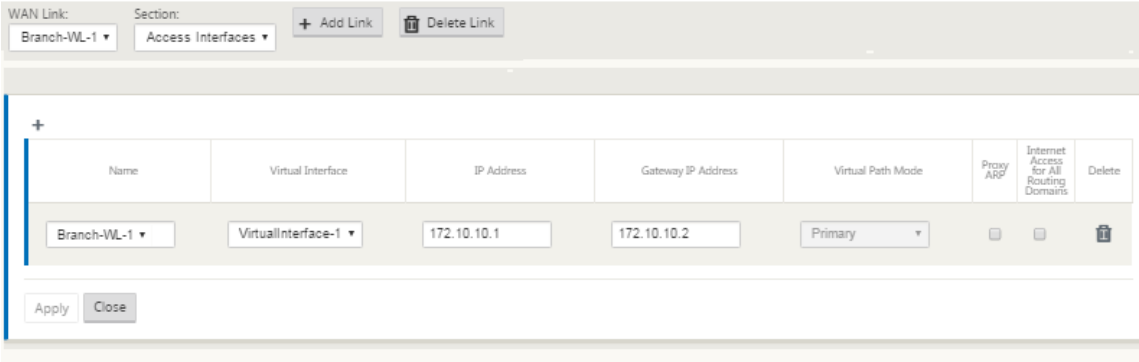 WAN Link: Section:
Branch-WL-1 Access Interfaces + Add Link Delete Link
+
Name Virtual Interface IP Address Gateway IP Address Virtual Path Mode Proxy ARP Internet Access for All Routing Domains Delete
Branch-WL-1 VirtualInterface-1 172.10.10.1 172.10.10.2 Primary
Apply Close